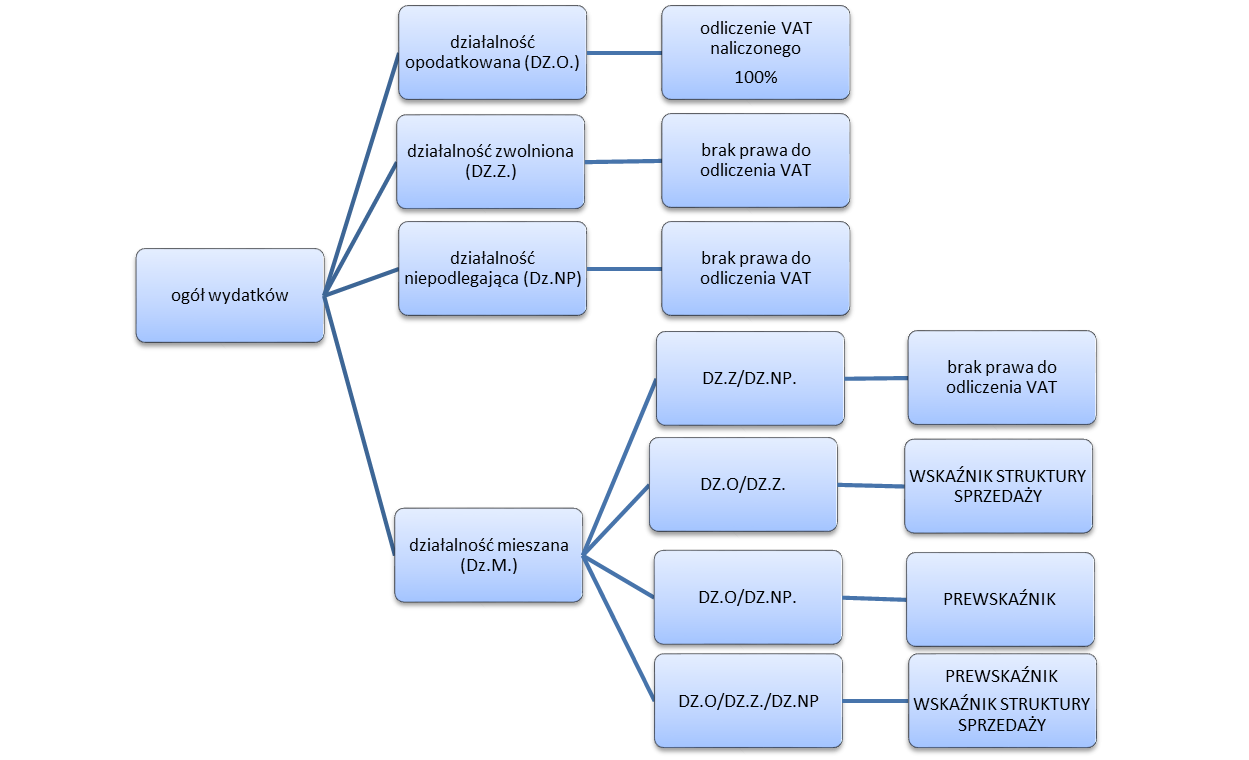 ogół wydatków
działalność
opodatkowana (DZ.O.)
odliczenie VAT
naliczonego
100%
działalność zwolniona
(DZ.Z.)
brak prawa do
odliczenia VAT
działalność
niepodlegająca (Dz.NP)
brak prawa do
odliczenia VAT
działalność mieszana
(Dz.M.)
DZ.Z/DZ.NP.
brak prawa do
odliczenia VAT
DZ.O/DZ.Z.
WSKAŹNIK STRUKTURY
SPRZEDAŻY
DZ.O/DZ.NP.
PREWSKAŹNIK
DZ.O/DZ.Z./DZ.NP
PREWSKAŹNIK
WSKAŹNIK STRUKTURY
SPRZEDAŻY